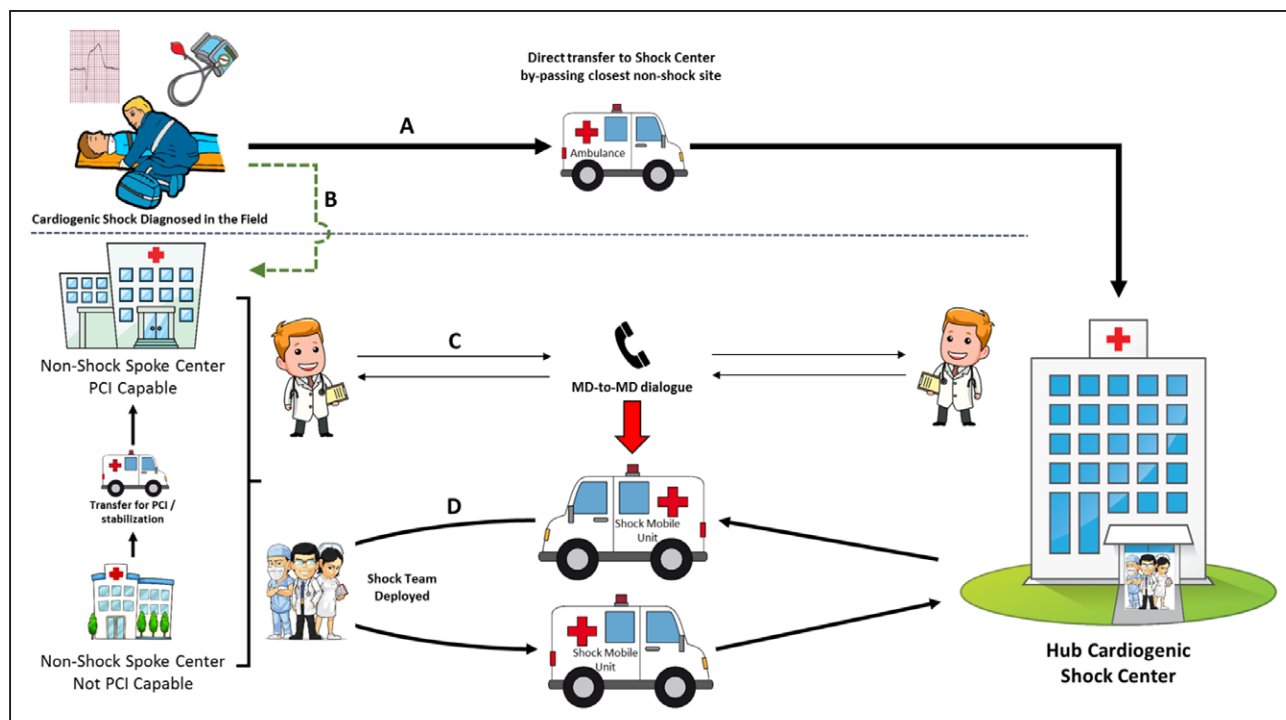 Direct transfer to Shock Center
by-passing closest non-shock site
A
Ambulance
B
Cardiogenic Shock Diagnosed in the Field
Non-Shock Spoke Center
PCI Capable
C
MD-to-MD dialogue
Transfer for PCI /
stabilization
D
Shock Mobile
Unit
Shock Team
Deployed
Shock Mobile
Unit
Non-Shock Spoke Center
Not PCI Capable
Hub Cardiogenic
Shock Center